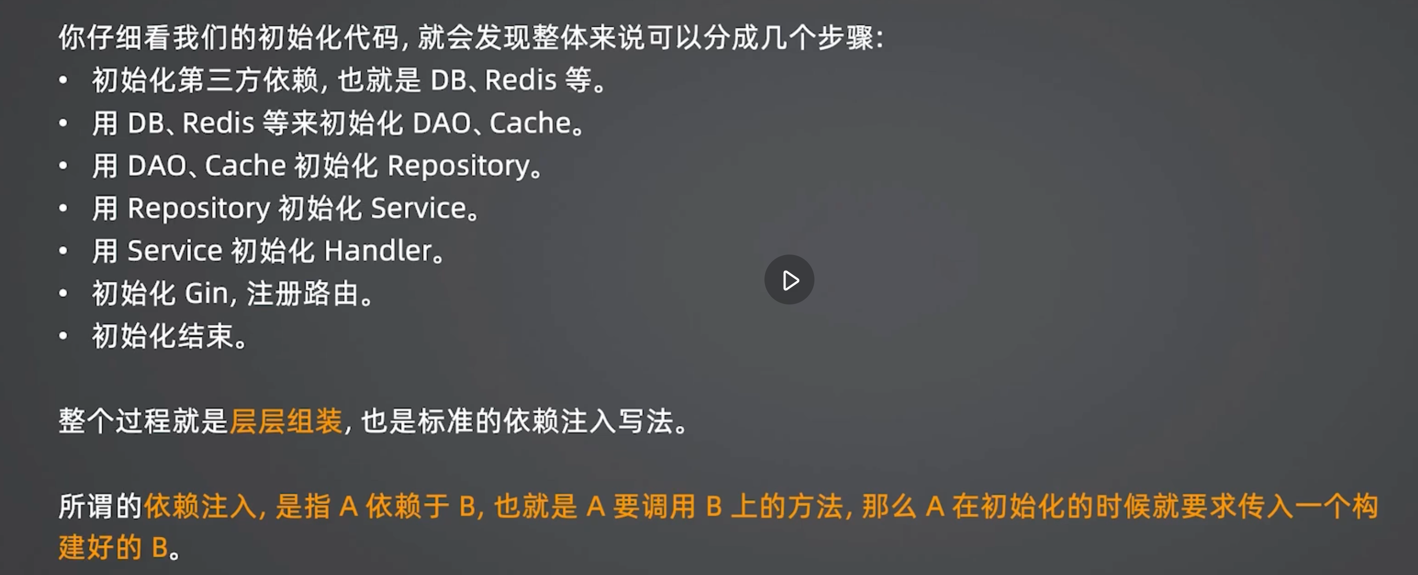 你仔细看我们的初始化代码, 就会发现整体来说可以分成几个步骤:
• 初始化第三方依赖, 也就是 DB、Redis 等。
• 用 DB、Redis 等来初始化 DAO、Cache。
• 用 DAO、Cache 初始化 Repository。
• 用 Repository 初始化 Service。
• 用 Service 初始化 Handler。
• 初始化 Gin, 注册路由。
• 初始化结束。
整个过程就是层层组装, 也是标准的依赖注入写法。
所谓的依赖注入, 是指 A 依赖于 B, 也就是 A 要调用 B 上的方法, 那么 A 在初始化的时候就要求传入一个构
建好的 B。